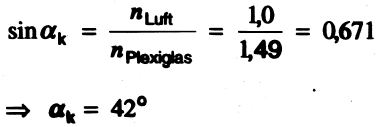 sin α_k = n_Luft / n_Plexiglas = 1,0 / 1,49 = 0,671
⇒ α_k = 42°